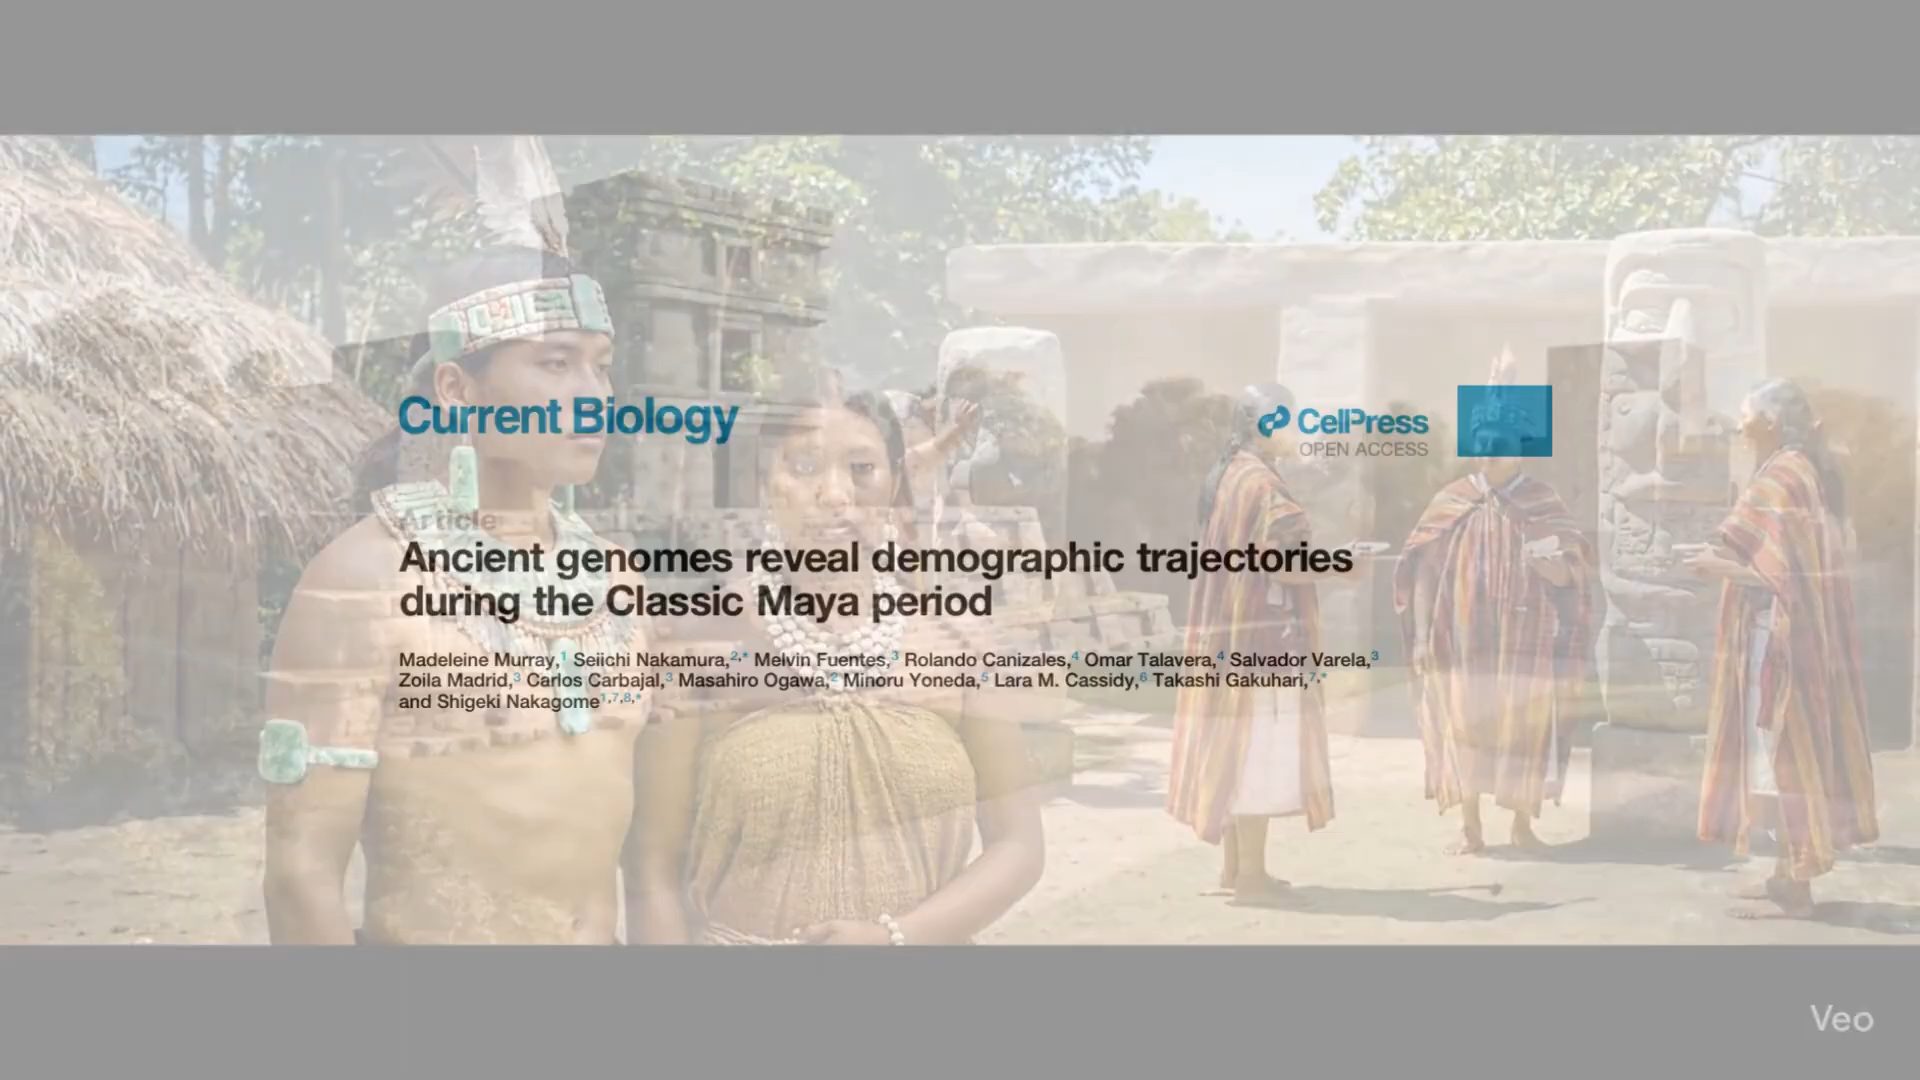 Current Biology
CellPress
OPEN ACCESS
Article
Ancient genomes reveal demographic trajectories
during the Classic Maya period
Madeleine Murray,¹ Seiichi Nakamura,²,* Melvin Fuentes,³ Rolando Canizales,⁴ Omar Talavera,⁴ Salvador Varela,³
Zoila Madrid,³ Carlos Carbajal,³ Masahiro Ogawa,² Minoru Yoneda,⁵ Lara M. Cassidy,⁶ Takashi Gakuhari,⁷,*
and Shigeki Nakagome¹,⁷,⁸,*
Veo